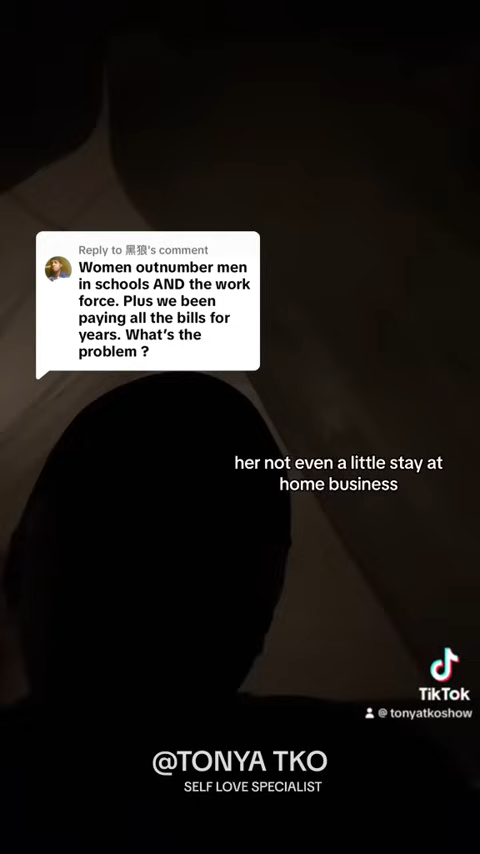 Reply to 黑狼's comment
Women outnumber men
in schools AND the work
force. Plus we been
paying all the bills for
years. What's the
problem ?
her not even a little stay at
home business
TikTok
@ tonyatkoshow
@TONYA TKO
SELF LOVE SPECIALIST